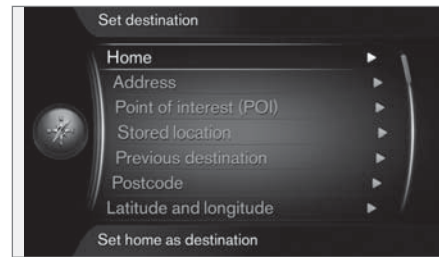 Set destination
Home
Address
Point of interest (POI)
Stored location
Previous destination
Postcode
Latitude and longitude
Set home as destination